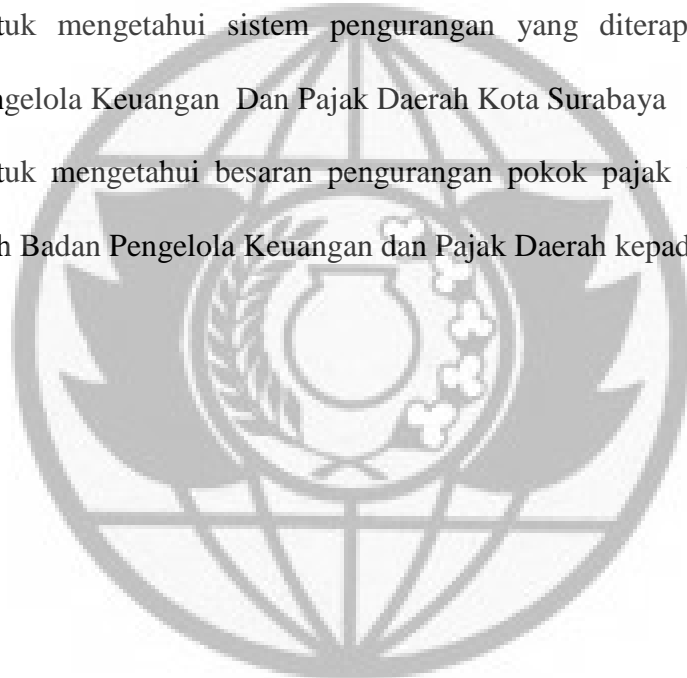 tuk mengetahui sistem pengurangan yang diterap
ngelola Keuangan Dan Pajak Daerah Kota Surabaya
tuk mengetahui besaran pengurangan pokok pajak
h Badan Pengelola Keuangan dan Pajak Daerah kepad